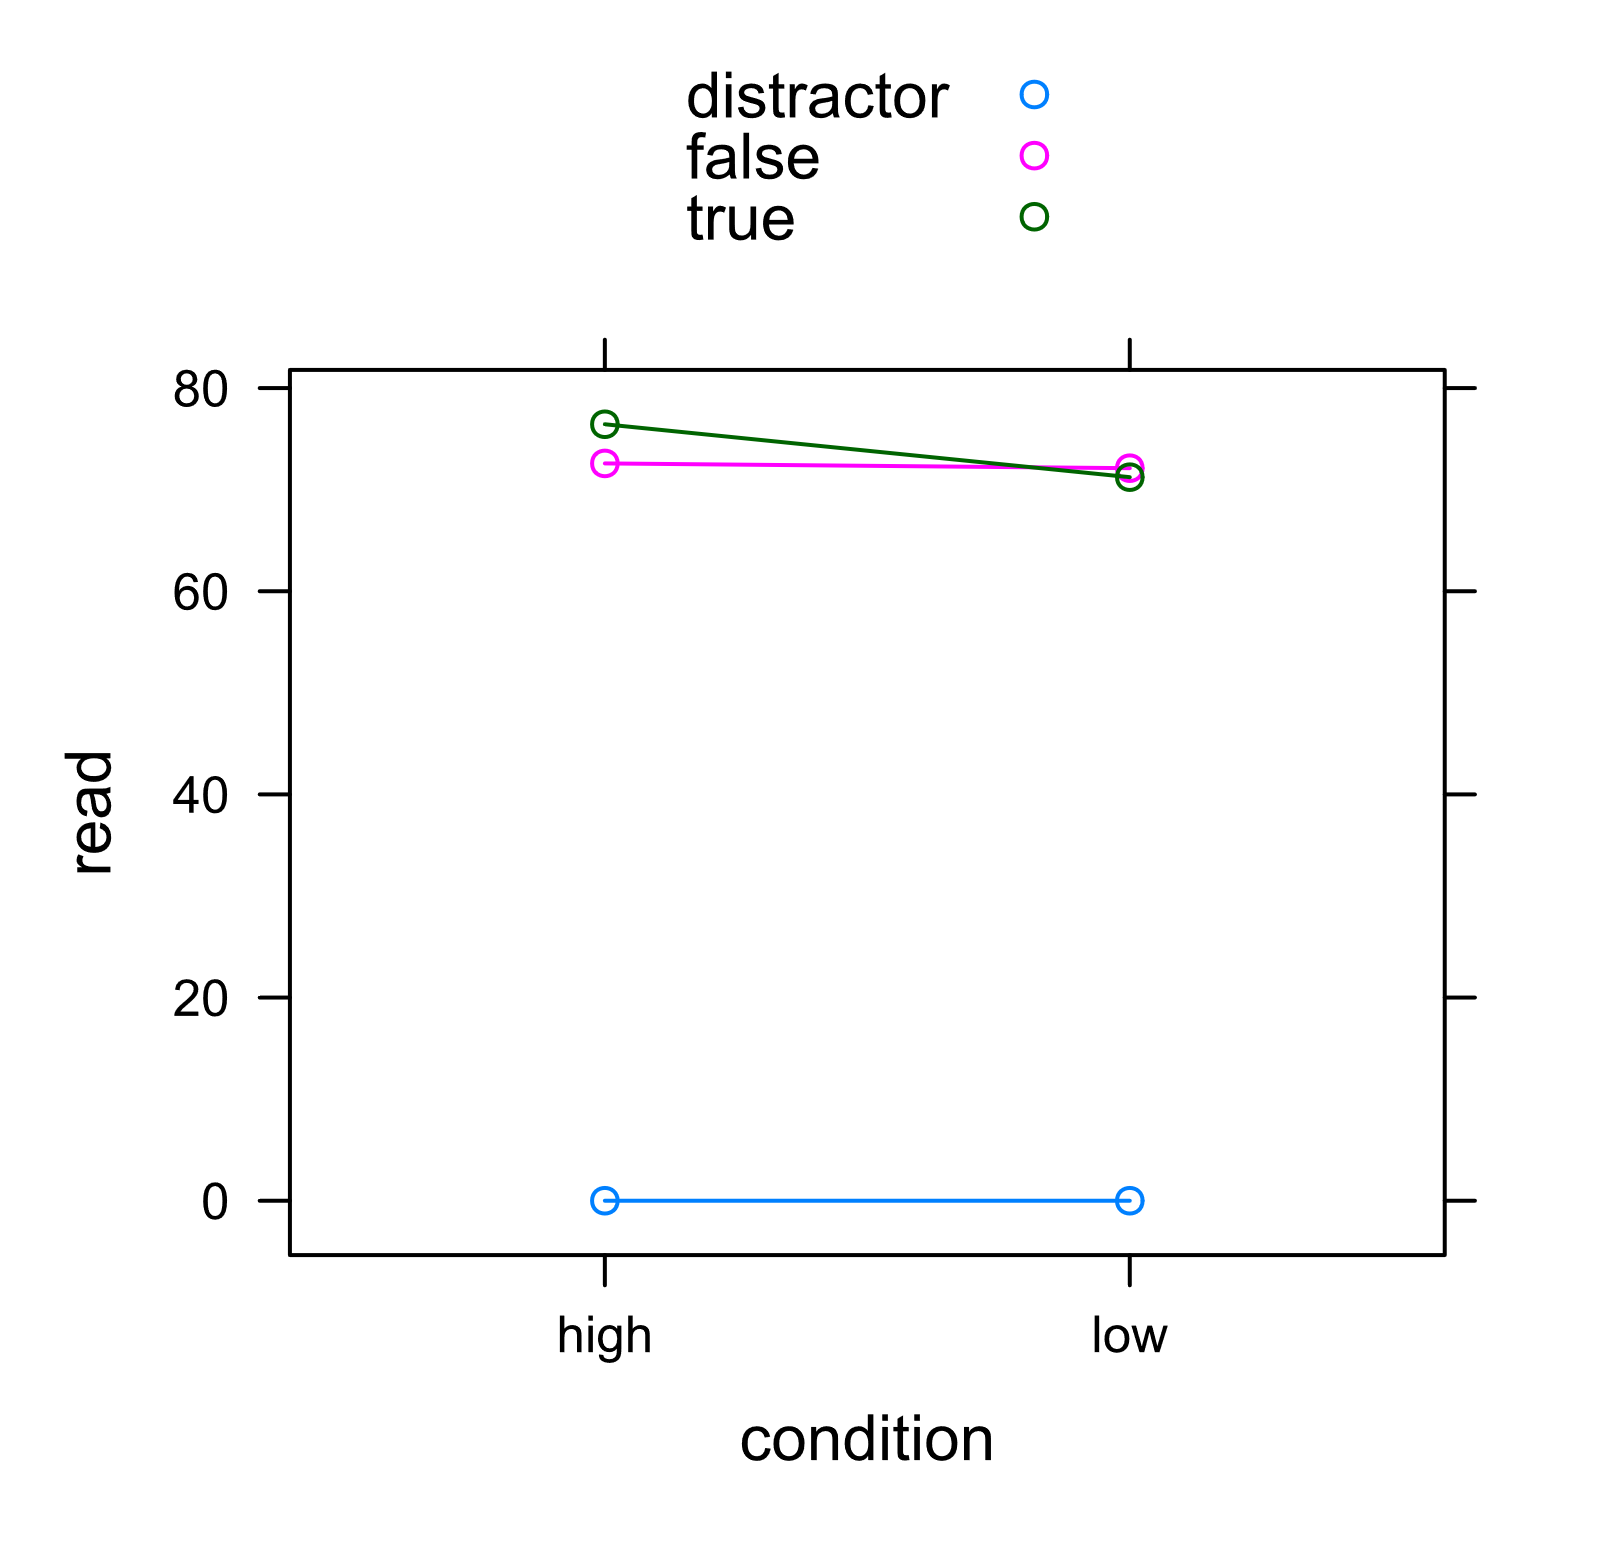 distractor
false
true
80
60
40
20
0
read
high low
condition